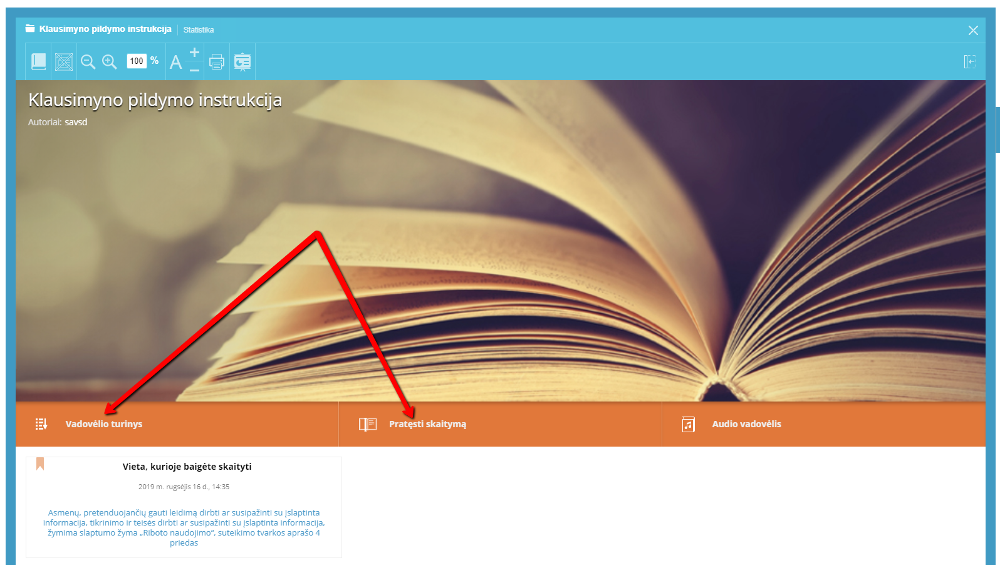 Klausimyno pildymo instrukcija Statistika
100 % A
Klausimyno pildymo instrukcija
Autoriai: savsd
Vadovėlio turinys Pratęsti skaitymą Audio vadovėlis
Vieta, kurioje baigėte skaityti
2019 m. rugsėjis 16 d., 14:35
Asmenų, pretenduojančių gauti leidimą dirbti ar susipažinti su įslaptinta
informacija, tikrinimo ir teisės dirbti ar susipažinti su įslaptinta informacija,
žymima slaptumo žyma „Riboto naudojimo“, suteikimo tvarkos aprašo 4
priedas